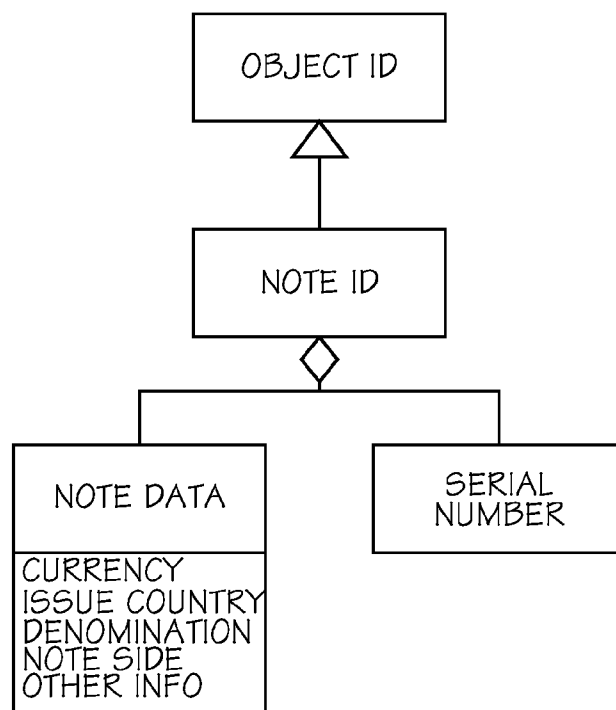 OBJECT ID
NOTE ID
NOTE DATA
CURRENCY
ISSUE COUNTRY
DENOMINATION
NOTE SIDE
OTHER INFO
SERIAL
NUMBER